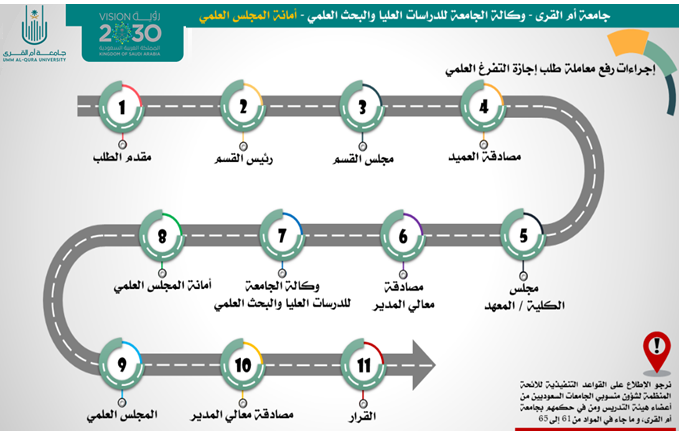 جامعة أم القرى - وكالة الجامعة للدراسات العليا والبحث العلمي - أمانة المجلس العلمي
جامعة أم القرى
UMM AL-QURA UNIVERSITY
VISION رؤيــة
2030
المملكة العربية السعودية
KINGDOM OF SAUDI ARABIA
إجراءات رفع معاملة طلب إجازة التفرغ العلمي
1
مقدم الطلب
2
رئيس القسم
3
مجلس القسم
4
مصادقة العميد
5
مجلس
الكلية / المعهد
6
مصادقة
معالي المدير
7
وكالة الجامعة
للدرسات العليا والبحث العلمي
8
أمانة المجلس العلمي
9
المجلس العلمي
10
مصادقة معالي المدير
11
القرار
!
نرجو الإطلاع على القواعد التنفيذية للائحة
المنظمة لشؤون منسوبي الجامعات السعوديين من
أعضاء هيئة التدريس ومن في حكمهم بجامعة
أم القرى، و ما جاء في المواد من 61 إلى 65